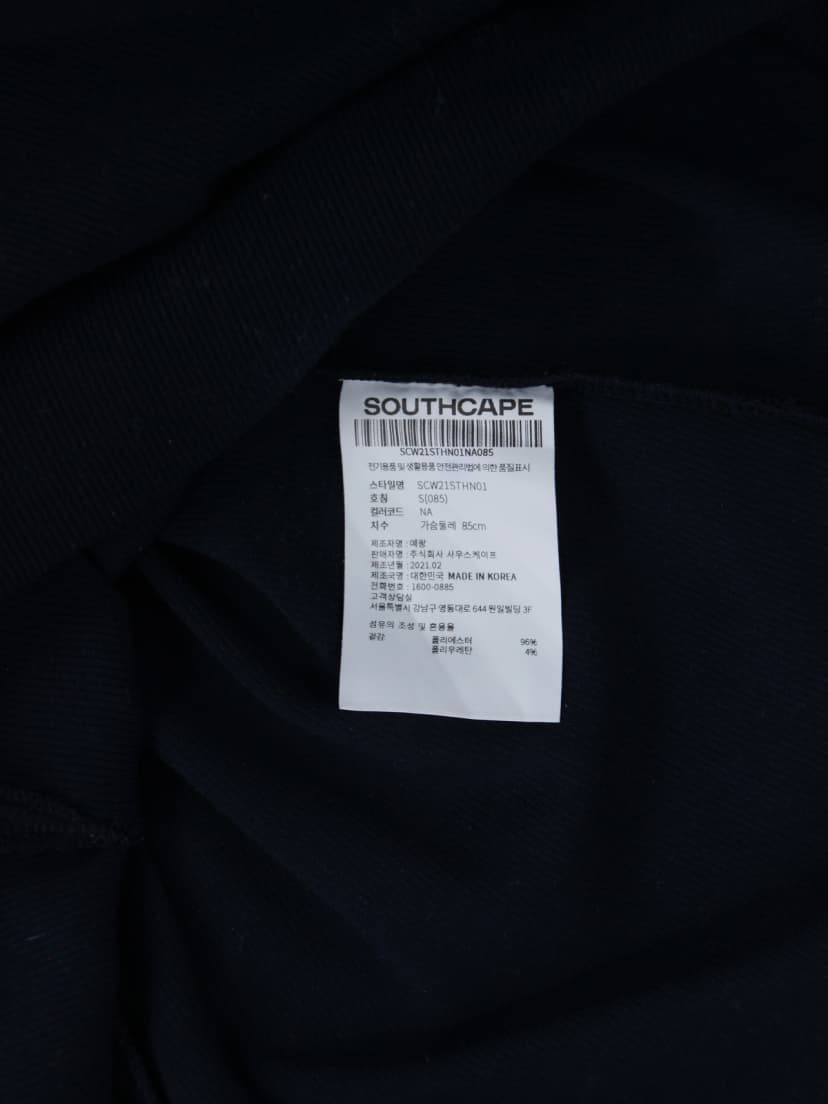 SOUTHCAPE
SCW21STHN01NA085
전기용품 및 생활용품 안전관리법에 의한 품질표시
스타일명 SCW21STHN01
호칭 S(085)
컬러코드 NA
치수 가슴둘레 85cm
제조자명 : 예랑
판매자명 : 주식회사 사우스케이프
제조년월 : 2021.02
제조국명 : 대한민국 MADE IN KOREA
전화번호 : 1600-0885
고객상담실
서울특별시 강남구 영동대로 644 원일빌딩 3F
섬유의 조성 및 혼용율
겉감 폴리에스터 96%
폴리우레탄 4%